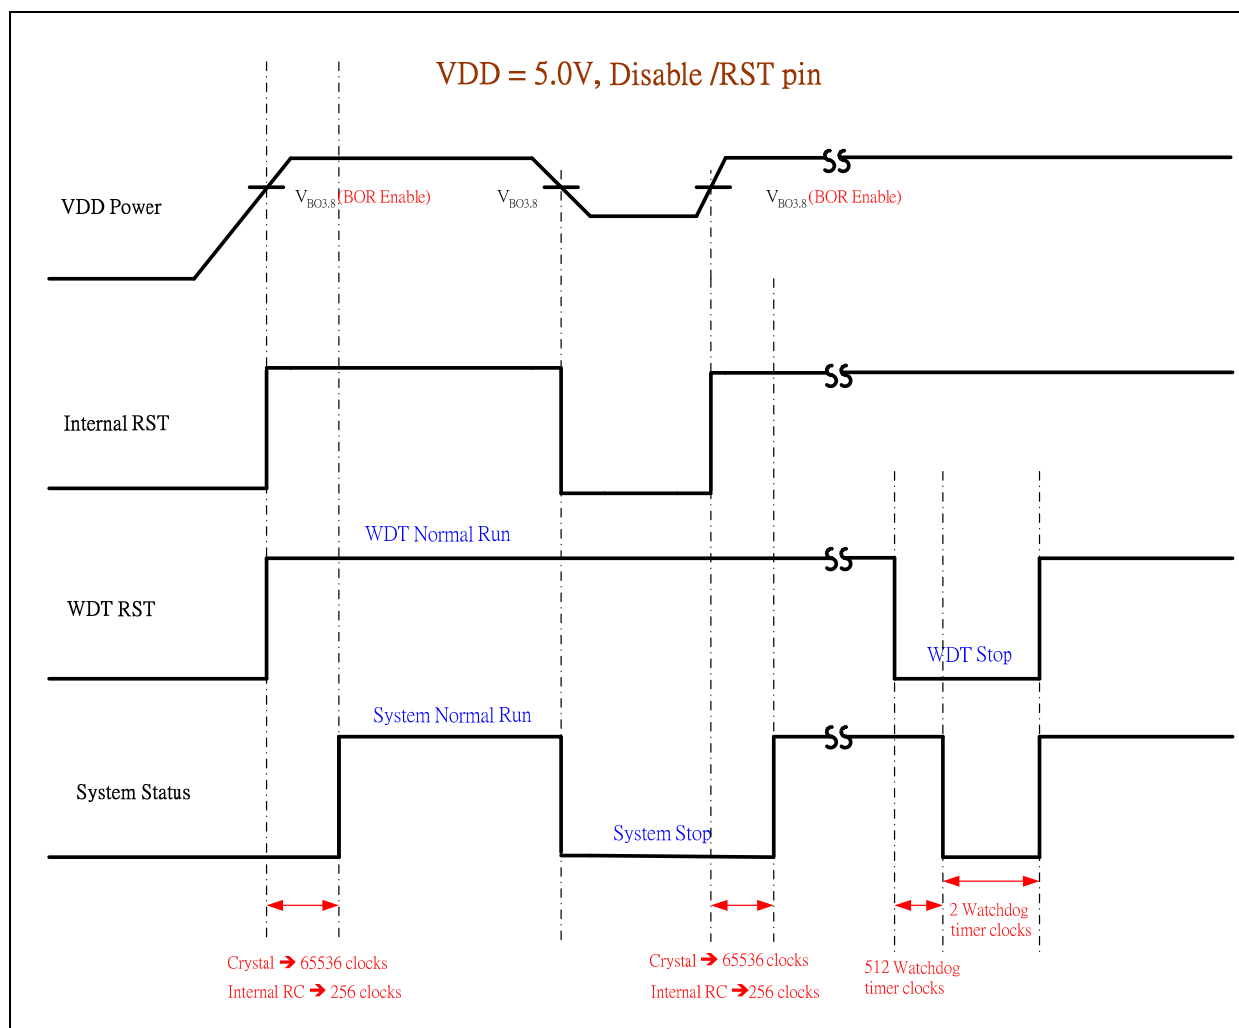 VDD = 5.0V, Disable /RST pin
VDD Power
VBO3.8 (BOR Enable)
VBO3.8
VBO3.8 (BOR Enable)
Internal RST
WDT Normal Run
WDT RST
WDT Stop
System Normal Run
System Status
System Stop
Crystal ➔ 65536 clocks
Internal RC ➔ 256 clocks
Crystal ➔ 65536 clocks
Internal RC ➔256 clocks
512 Watchdog
timer clocks
2 Watchdog
timer clocks